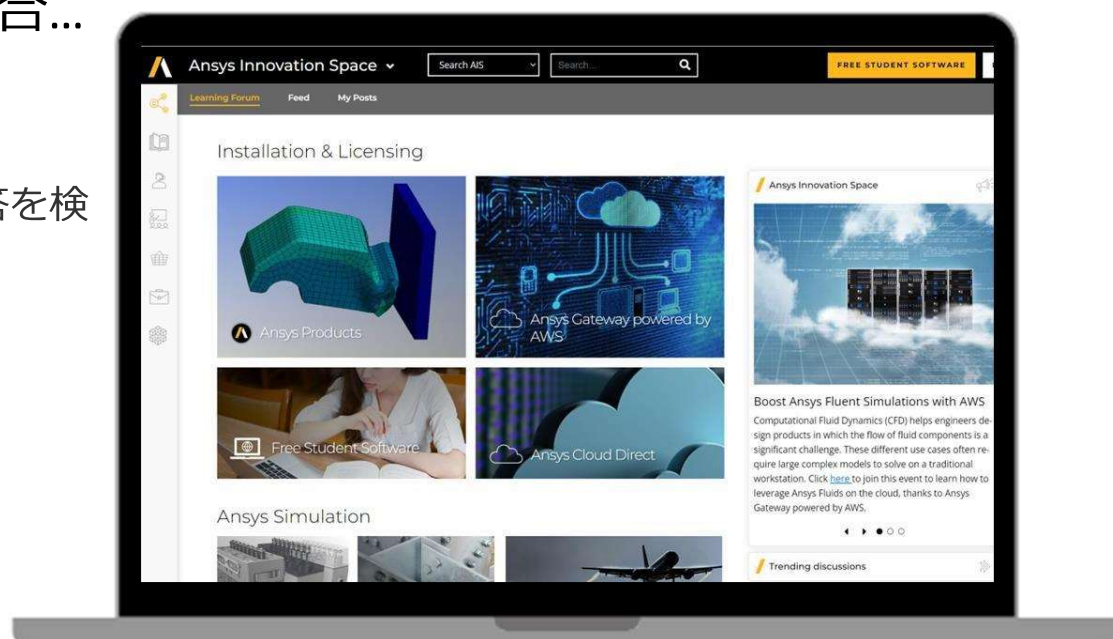 合...
答を検
Ansys Innovation Space
Search AIS
Search...
FREE STUDENT SOFTWARE
Learning Forum
Feed
My Posts
Installation & Licensing
Ansys Products
Ansys Gateway powered by
AWS
Free Student Software
Ansys Cloud Direct
Ansys Simulation
Ansys Innovation Space
Boost Ansys Fluent Simulations with AWS
Computational Fluid Dynamics (CFD) helps engineers de-
sign products in which the flow of fluid components is a
significant challenge. These different use cases often re-
quire large complex models to solve on a traditional
workstation. Click here to join this event to learn how to
leverage Ansys Fluids on the cloud, thanks to Ansys
Gateway powered by AWS.
Trending discussions